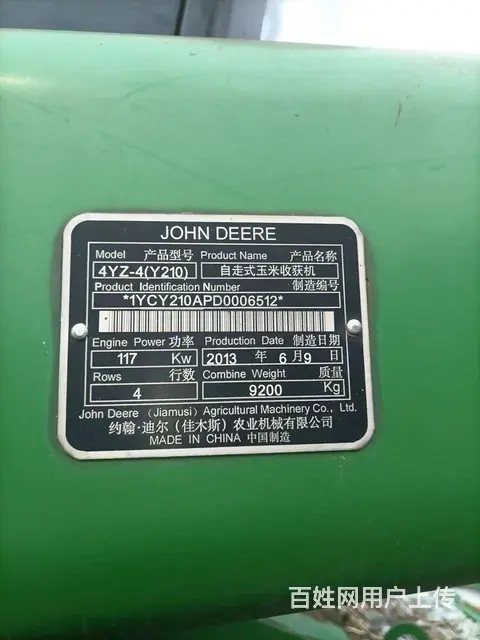 JOHN DEERE
Model 产品型号 Product Name 产品名称
4YZ-4(Y210) 自走式玉米收获机
Product Identification Number 制造编号
*1YCY210APD0006512*
Engine Power 功率 Production Date 制造日期
117 Kw 2013 年 6 月 9 日
Rows 行数 Combine Weight 质量
4 9200 Kg
John Deere (Jiamusi) Agricultural Machinery Co., Ltd.
约翰·迪尔(佳木斯)农业机械有限公司
MADE IN CHINA 中国制造
百姓网用户上传